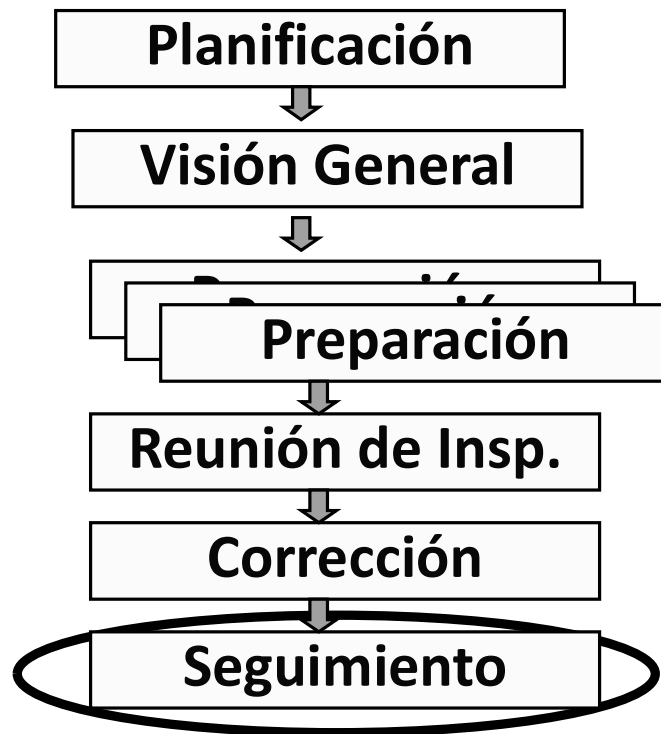 Planificación
Visión General
Preparación
Reunión de Insp.
Corrección
Seguimiento